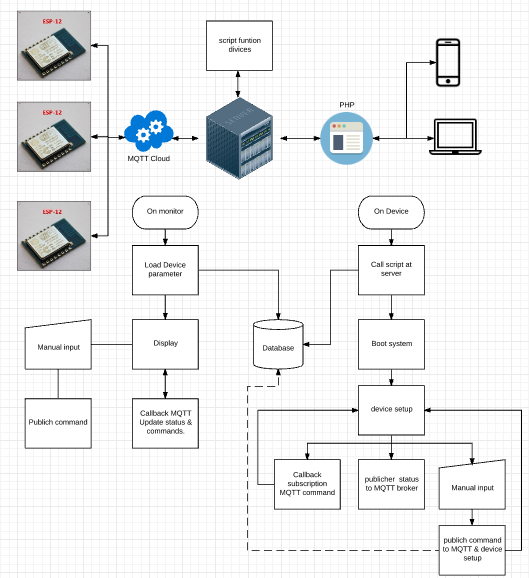 ESP-12
script funtion
divices
ESP-12
MQTT Cloud
PHP
ESP-12
On monitor
On Device
Load Device
parameter
Call script at
server
Manual input
Display
Database
Boot system
Publich command
Callback MQTT
Update status &
commands.
device setup
Callback
subscription
MQTT command
publicher status
to MQTT broker
Manual input
publich command
to MQTT & device
setup